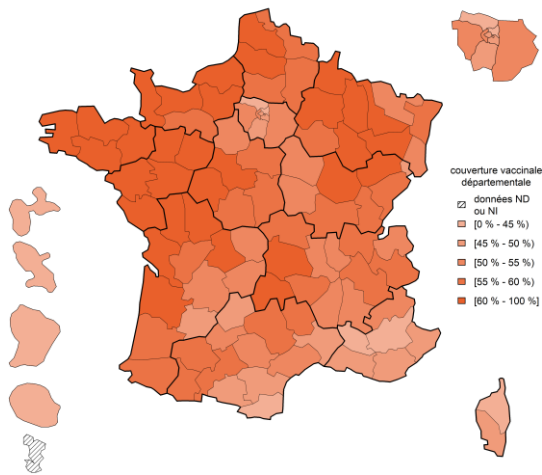 couverture vaccinale
départementale
données ND
ou NI
[0 % - 45 %)
[45 % - 50 %)
[50 % - 55 %)
[55 % - 60 %)
[60 % - 100 %]